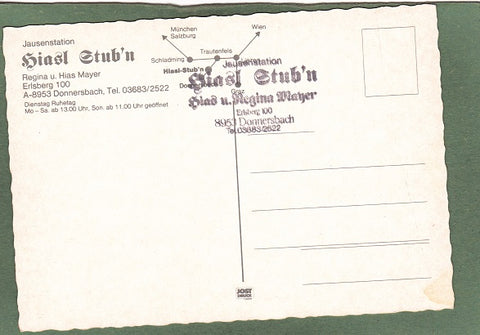 Jausenstation
Hiasl Stub'n
Regina u. Hias Mayer
Erlsberg 100
A-8953 Donnersbach, Tel. 03683/2522
Dienstag Ruhetag
Mo – Sa. ab 13.00 Uhr, Son. ab 11.00 Uhr geöffnet
München
Salzburg
Wien
Schladming
Trautenfels
Hiasl-Stub'n
Graz
Jausenstation
Hiasl Stub'n
Hias u. Regina Mayer
Erlsberg 100
8953 Donnersbach
Tel. 03683/2522
JOST
DRUCK